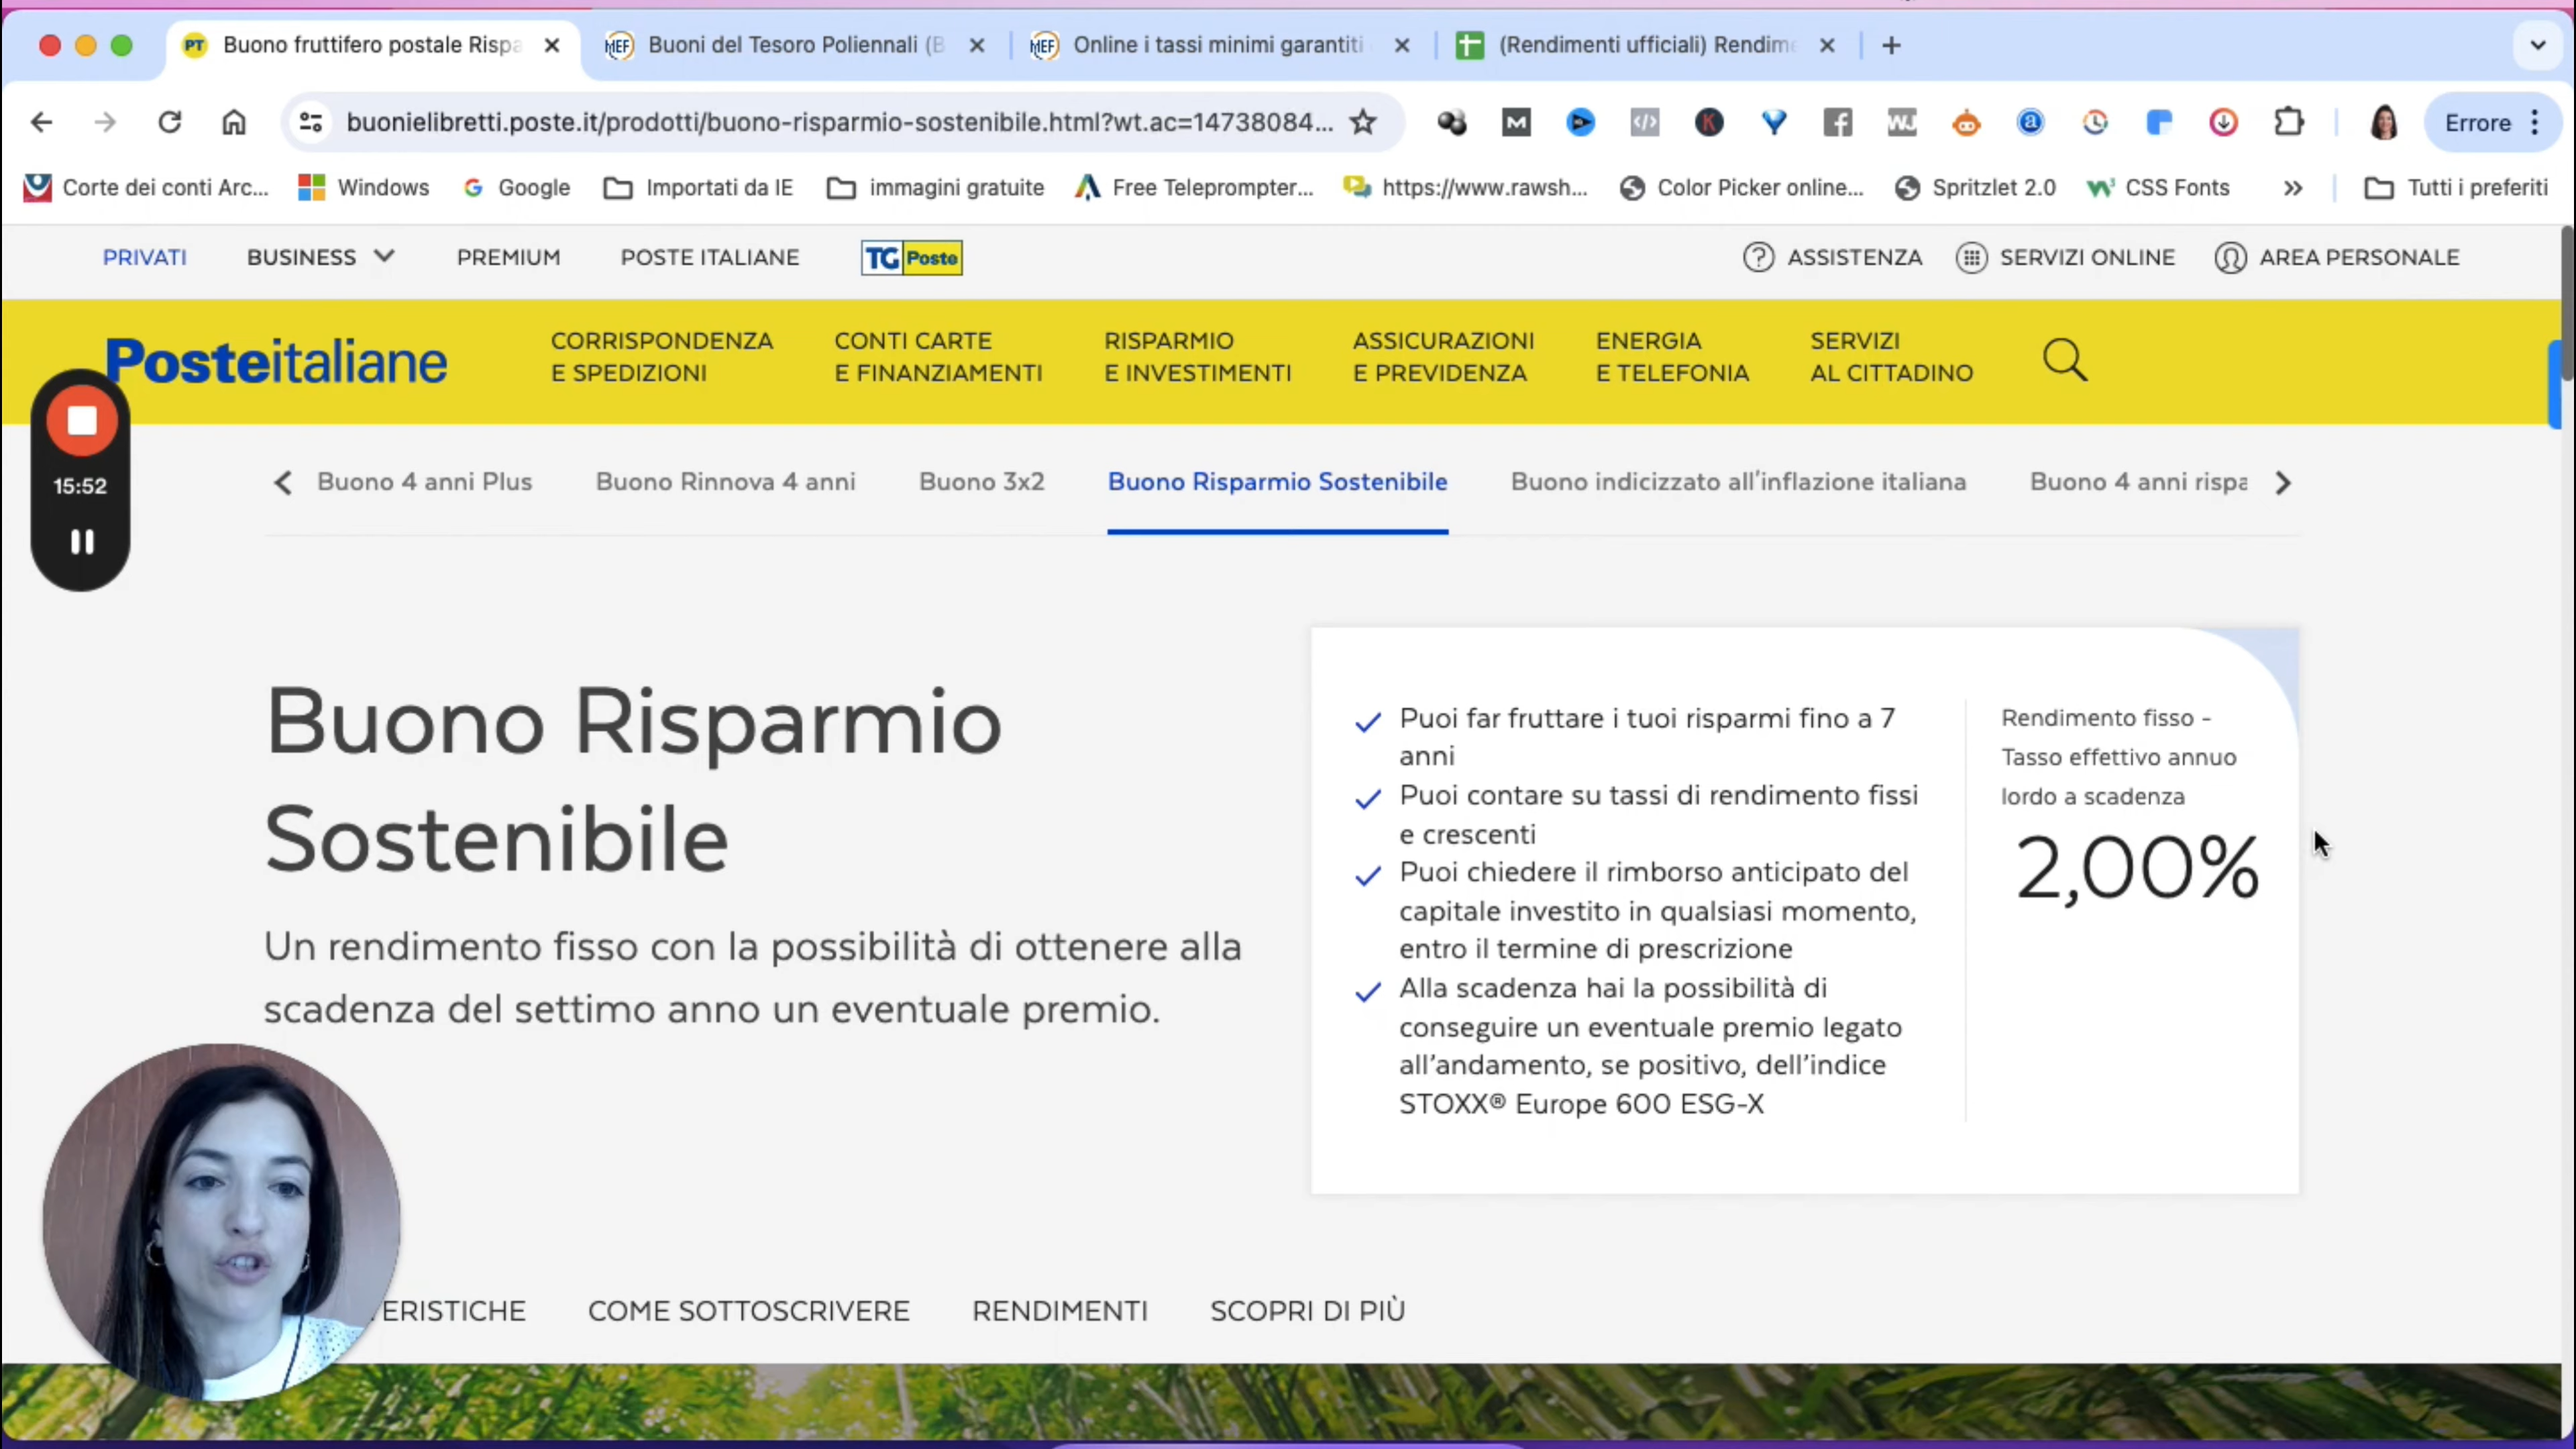 PT Buono fruttifero postale Rispa
MEF Buoni del Tesoro Poliennali (B
MEF Online i tassi minimi garantiti
(Rendimenti ufficiali) Rendime
buonielibretti.poste.it/prodotti/buono-risparmio-sostenibile.html?wt.ac=14738084...
Errore
Corte dei conti Arc...
Windows
Google
Importati da IE
immagini gratuite
Free Teleprompter...
https://www.rawsh...
Color Picker online...
Spritzlet 2.0
CSS Fonts
Tutti i preferiti
PRIVATI
BUSINESS
PREMIUM
POSTE ITALIANE
TG Poste
ASSISTENZA
SERVIZI ONLINE
AREA PERSONALE
Posteitaliane
CORRISPONDENZA
E SPEDIZIONI
CONTI CARTE
E FINANZIAMENTI
RISPARMIO
E INVESTIMENTI
ASSICURAZIONI
E PREVIDENZA
ENERGIA
E TELEFONIA
SERVIZI
AL CITTADINO
15:52
Buono 4 anni Plus
Buono Rinnova 4 anni
Buono 3x2
Buono Risparmio Sostenibile
Buono indicizzato all'inflazione italiana
Buono 4 anni rispa
Buono Risparmio
Sostenibile
Un rendimento fisso con la possibilità di ottenere alla
scadenza del settimo anno un eventuale premio.
Puoi far fruttare i tuoi risparmi fino a 7
anni
Puoi contare su tassi di rendimento fissi
e crescenti
Puoi chiedere il rimborso anticipato del
capitale investito in qualsiasi momento,
entro il termine di prescrizione
Alla scadenza hai la possibilità di
conseguire un eventuale premio legato
all'andamento, se positivo, dell'indice
STOXX® Europe 600 ESG-X
Rendimento fisso -
Tasso effettivo annuo
lordo a scadenza
2,00%
ERISTICHE
COME SOTTOSCRIVERE
RENDIMENTI
SCOPRI DI PIÙ